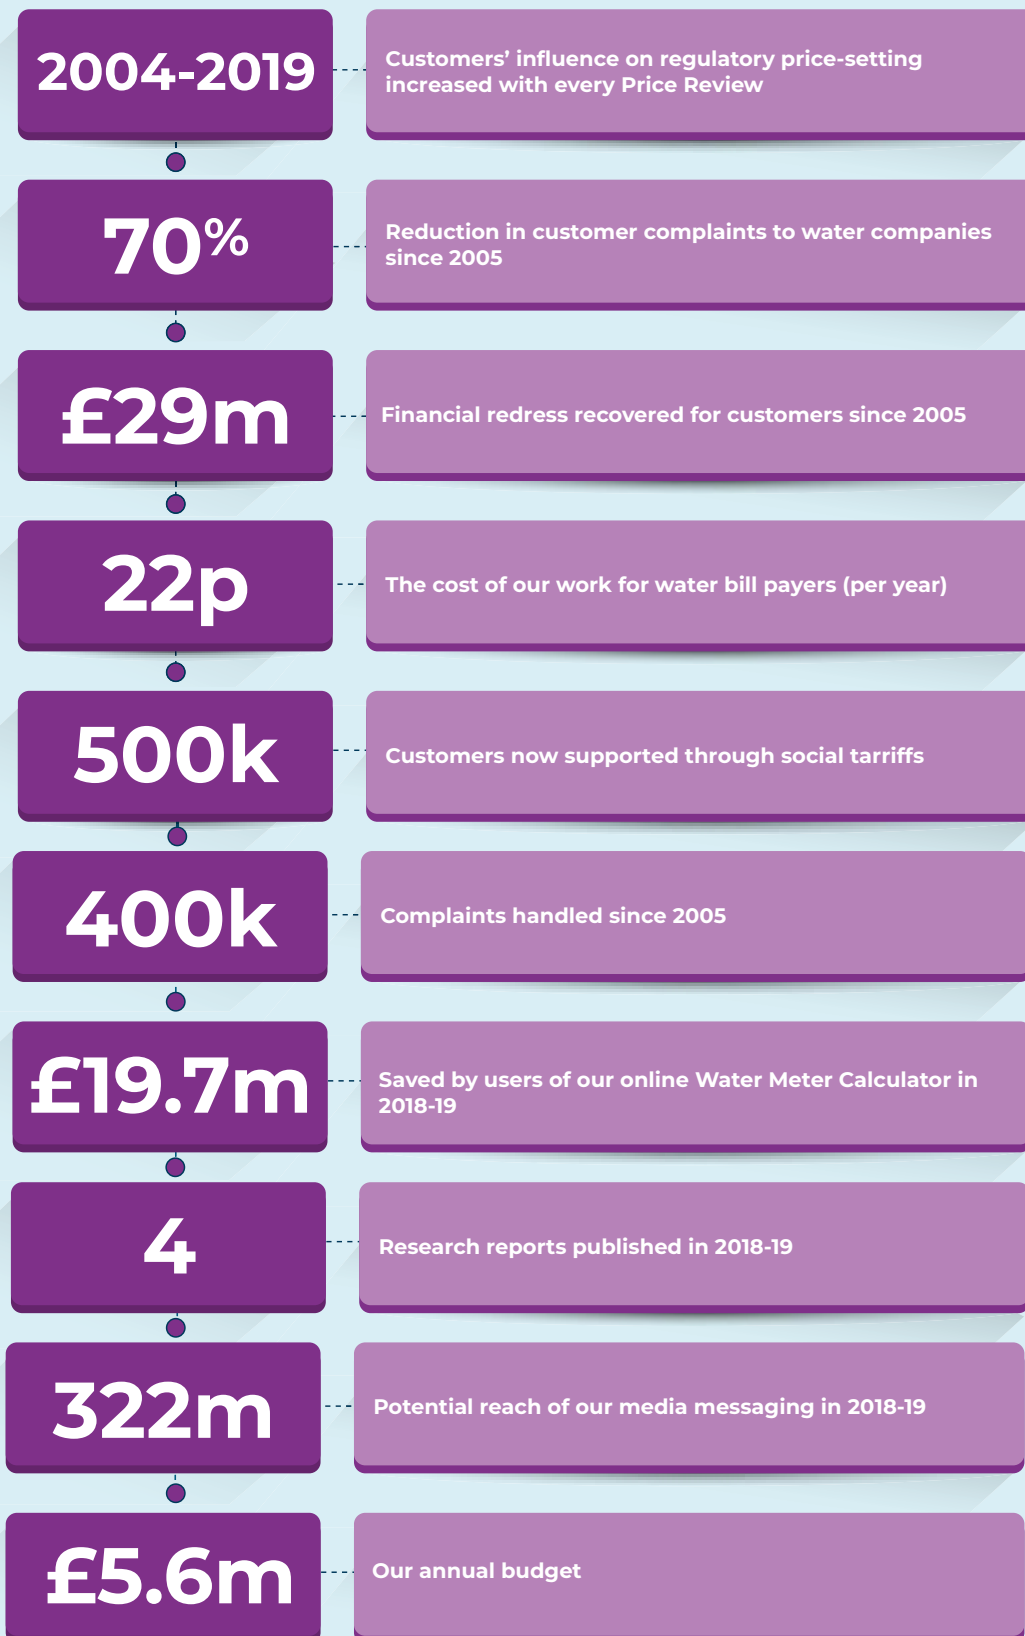 2004-2019
Customers’ influence on regulatory price-setting
increased with every Price Review
70%
Reduction in customer complaints to water companies
since 2005
£29m
Financial redress recovered for customers since 2005
22p
The cost of our work for water bill payers (per year)
500k
Customers now supported through social tarriffs
400k
Complaints handled since 2005
£19.7m
Saved by users of our online Water Meter Calculator in
2018-19
4
Research reports published in 2018-19
322m
Potential reach of our media messaging in 2018-19
£5.6m
Our annual budget